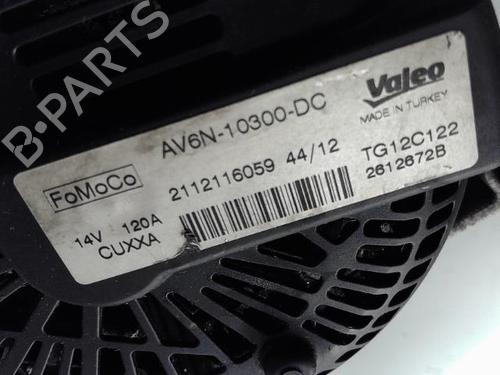 Valeo
MADE IN TURKEY
AV6N-10300-DC
FoMoCo
2112116059 44/12
TG12C122
2612672B
14V 120A
CUXXA
B-PARTS